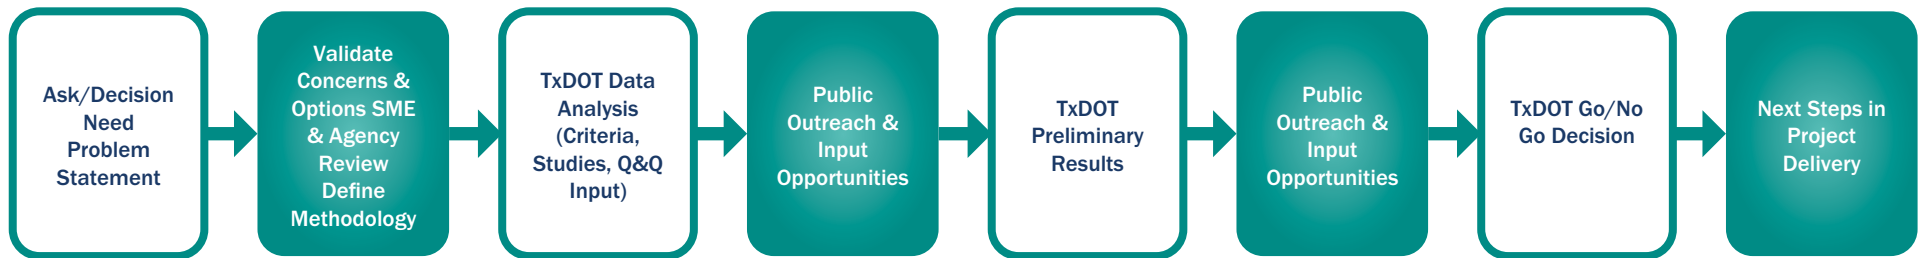 Ask/Decision
Need
Problem
Statement
Validate
Concerns &
Options SME
& Agency
Review
Define
Methodology
TxDOT Data
Analysis
(Criteria,
Studies, Q&Q
Input)
Public
Outreach &
Input
Opportunities
TxDOT
Preliminary
Results
Public
Outreach &
Input
Opportunities
TxDOT Go/No
Go Decision
Next Steps in
Project
Delivery